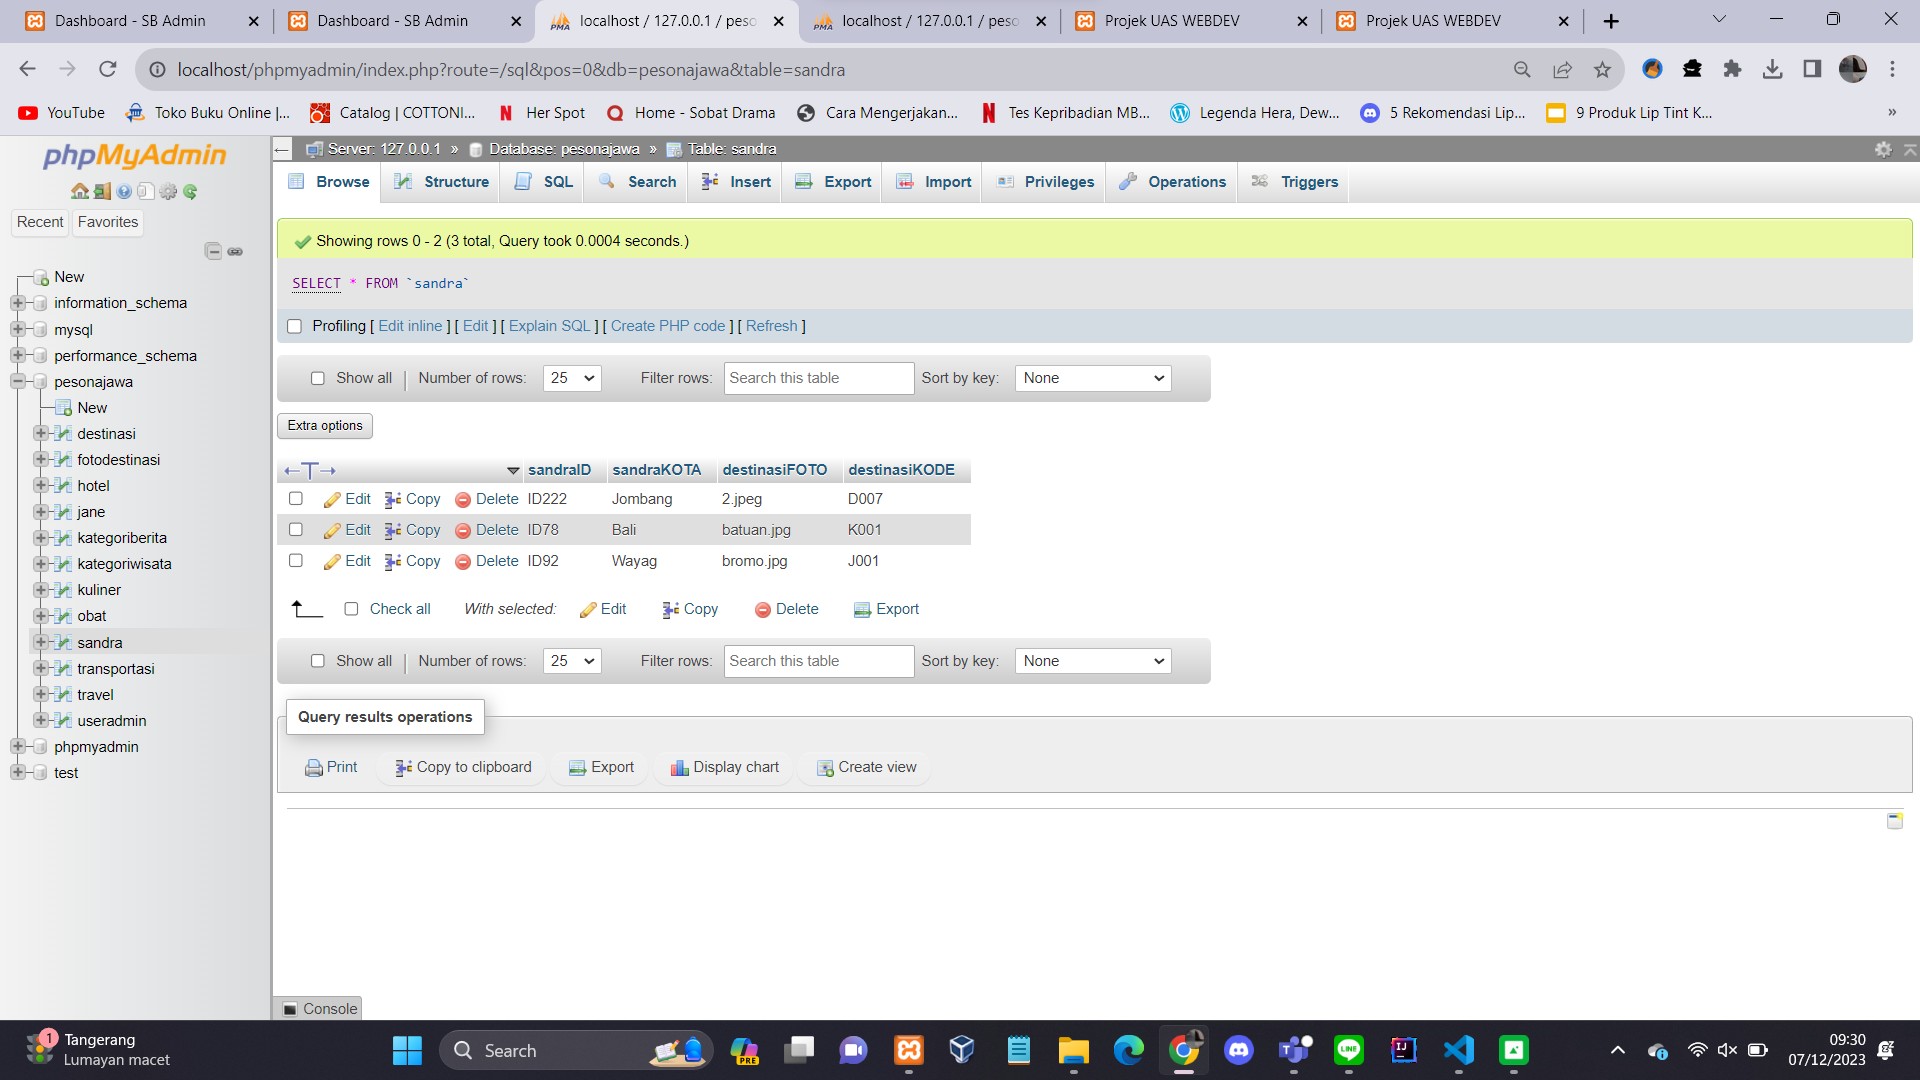 Dashboard - SB Admin
Dashboard - SB Admin
localhost / 127.0.0.1 / peso
localhost / 127.0.0.1 / peso
Projek UAS WEBDEV
Projek UAS WEBDEV
localhost/phpmyadmin/index.php?route=/sql&pos=0&db=pesonajawa&table=sandra
YouTube
Toko Buku Online |...
Catalog | COTTONI...
Her Spot
Home - Sobat Drama
Cara Mengerjakan...
Tes Kepribadian MB...
Legenda Hera, Dew...
5 Rekomendasi Lip...
9 Produk Lip Tint K...
»
phpMyAdmin
Recent
Favorites
New
information_schema
mysql
performance_schema
pesonajawa
New
destinasi
fotodestinasi
hotel
jane
kategoriberita
kategoriwisata
kuliner
obat
sandra
transportasi
travel
useradmin
phpmyadmin
test
Server: 127.0.0.1 » Database: pesonajawa » Table: sandra
Browse Structure SQL Search Insert Export Import Privileges Operations Triggers
Showing rows 0 - 2 (3 total, Query took 0.0004 seconds.)
SELECT * FROM `sandra`
Profiling [ Edit inline ] [ Edit ] [ Explain SQL ] [ Create PHP code ] [ Refresh ]
Show all | Number of rows: 25 Filter rows: Search this table Sort by key: None
Extra options
←T→ sandraID sandraKOTA destinasiFOTO destinasiKODE
Edit Copy Delete ID222 Jombang 2.jpeg D007
Edit Copy Delete ID78 Bali batuan.jpg K001
Edit Copy Delete ID92 Wayag bromo.jpg J001
Check all With selected: Edit Copy Delete Export
Show all | Number of rows: 25 Filter rows: Search this table Sort by key: None
Query results operations
Print Copy to clipboard Export Display chart Create view
Console
1
Tangerang
Lumayan macet
Search
PRE
LINE
09:30
07/12/2023